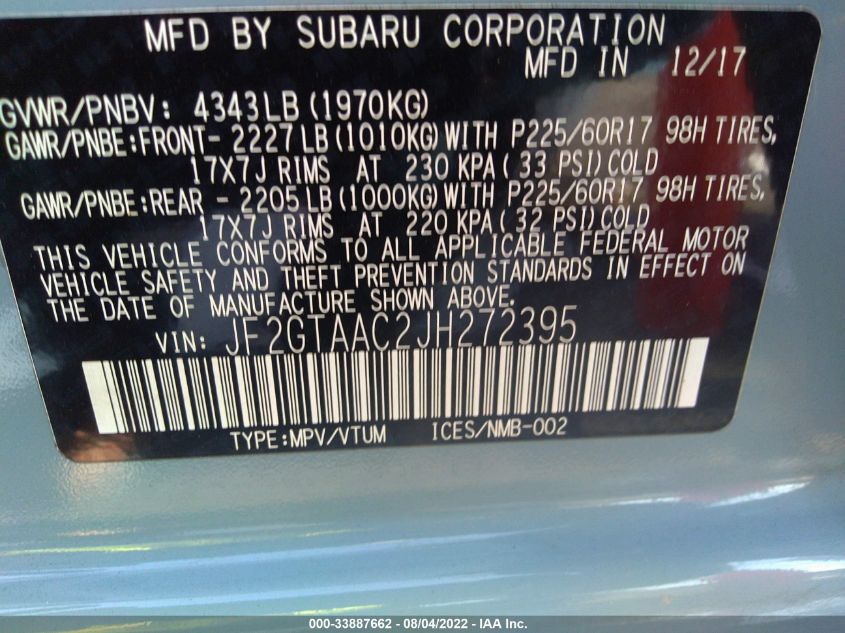 MFD BY SUBARU CORPORATION
MFD IN 12/17
GVWR/PNBV: 4343LB(1970KG)
GAWR/PNBE:FRONT- 2227LB(1010KG)WITH P225/60R17 98H TIRES,
17X7J RIMS AT 230 KPA(33 PSI)COLD
GAWR/PNBE:REAR - 2205LB(1000KG)WITH P225/60R17 98H TIRES,
17X7J RIMS AT 220 KPA(32 PSI)COLD
THIS VEHICLE CONFORMS TO ALL APPLICABLE FEDERAL MOTOR
VEHICLE SAFETY AND THEFT PREVENTION STANDARDS IN EFFECT ON
THE DATE OF MANUFACTURE SHOWN ABOVE.
VIN: JF2GTAAC2JH272395
TYPE:MPV/VTUM ICES/NMB-002
000-33887662 - 08/04/2022 - IAA Inc.